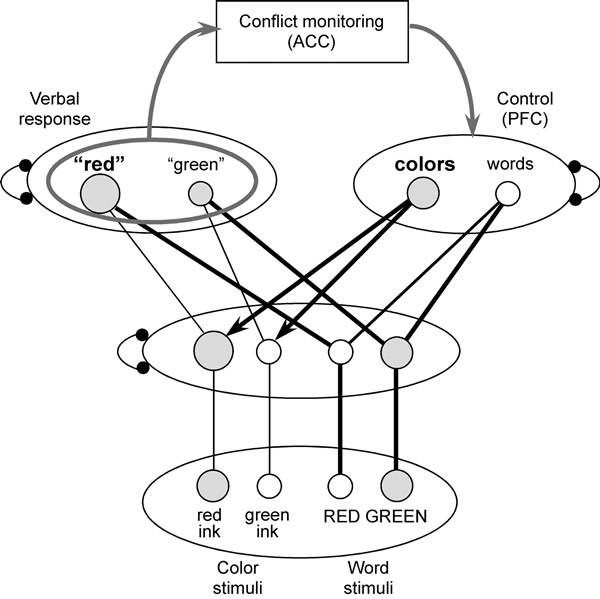 Conflict monitoring
(ACC)
Verbal
response
Control
(PFC)
“red”
“green”
colors
words
red
ink
green
ink
RED GREEN
Color
stimuli
Word
stimuli